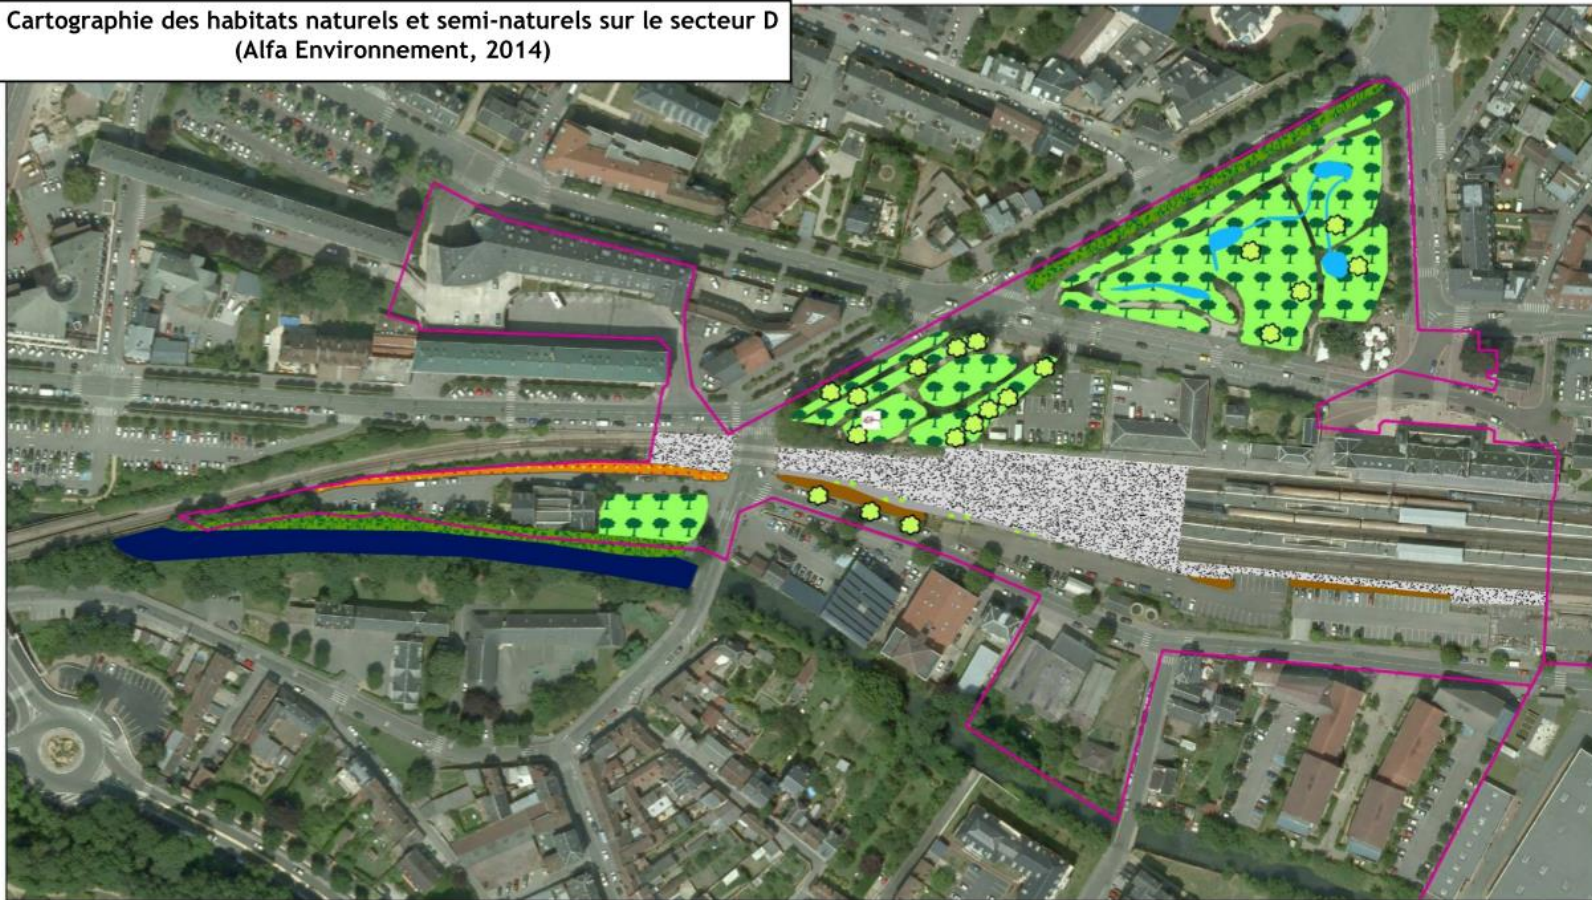 Cartographie des habitats naturels et semi-naturels sur le secteur D
(Alfa Environnement, 2014)